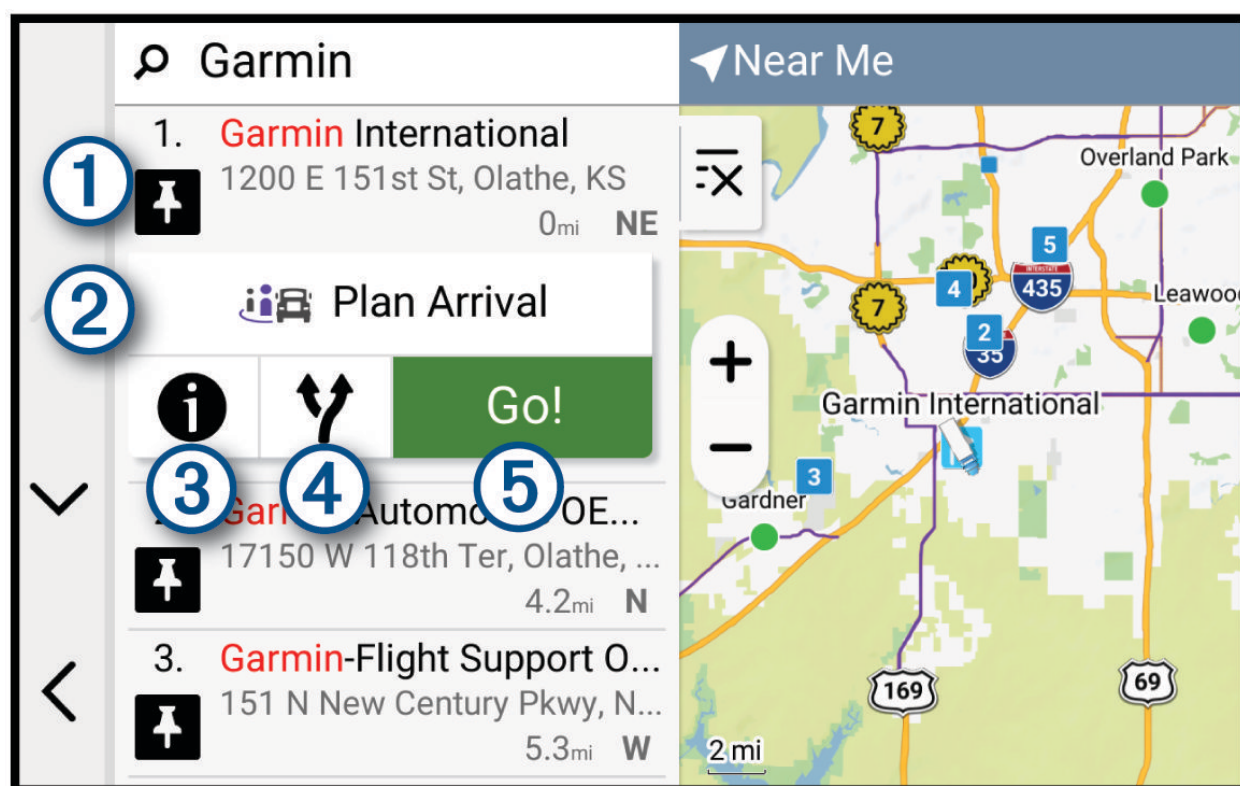 Garmin
Near Me
1. Garmin International
1200 E 151st St, Olathe, KS
0mi NE
1
2
Plan Arrival
i
Go!
3
4
5
OE...
17150 W 118th Ter, Olathe, ...
4.2mi N
3. Garmin-Flight Support O...
151 N New Century Pkwy, N...
5.3mi W
7
Overland Park
5
4
INTERSTATE
435
7
Leawood
2
35
+
Garmin International
−
3
Gardner
169
69
2 mi